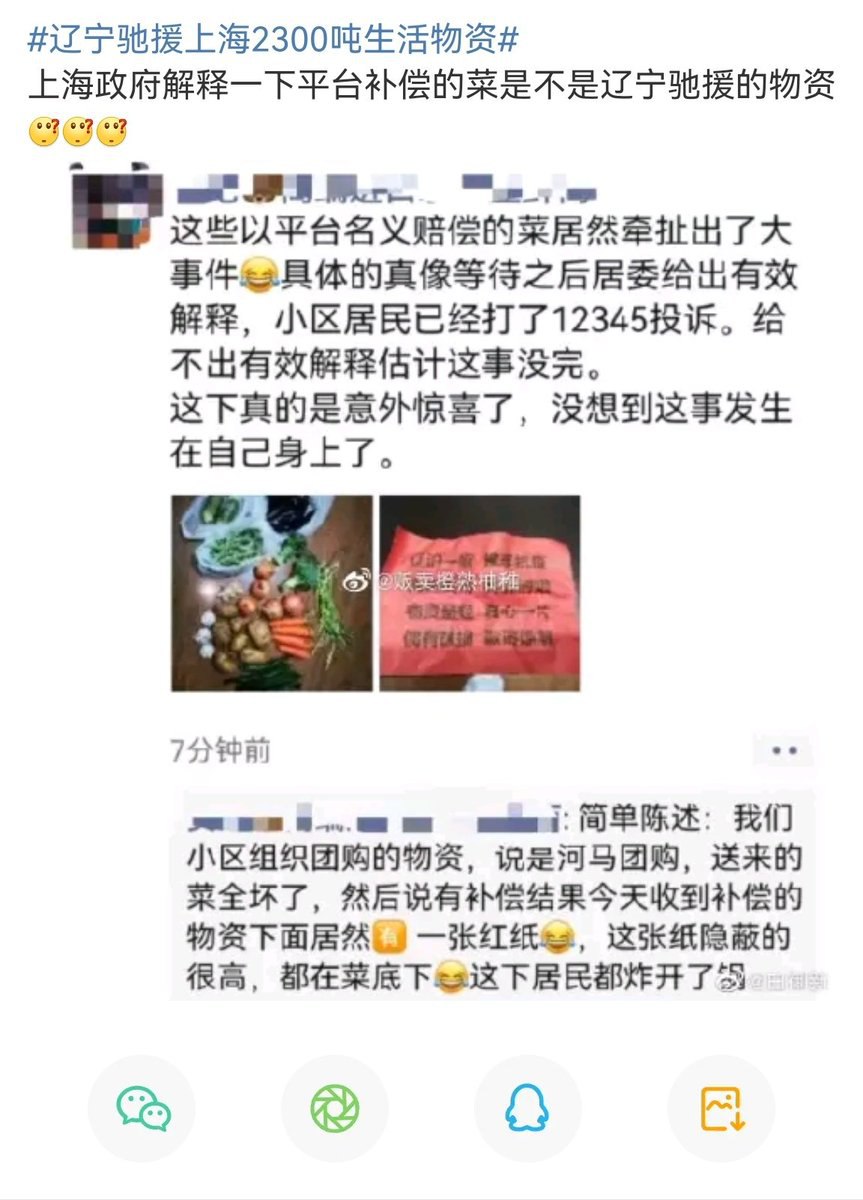 #辽宁驰援上海2300吨生活物资#
上海政府解释一下平台补偿的菜是不是辽宁驰援的物资
这些以平台名义赔偿的菜居然牵扯出了大
事件😂具体的真像等待之后居委给出有效
解释，小区居民已经打了12345投诉。给
不出有效解释估计这事没完。
这下真的是意外惊喜了，没想到这事发生
在自己身上了。
@贩卖橙熟柚稚
物资 真心一片
7分钟前
：简单陈述：我们
小区组织团购的物资，说是河马团购，送来的
菜全坏了，然后说有补偿结果今天收到补偿的
物资下面居然🈶一张红纸😂，这张纸隐蔽的
很高，都在菜底下😂这下居民都炸开了锅